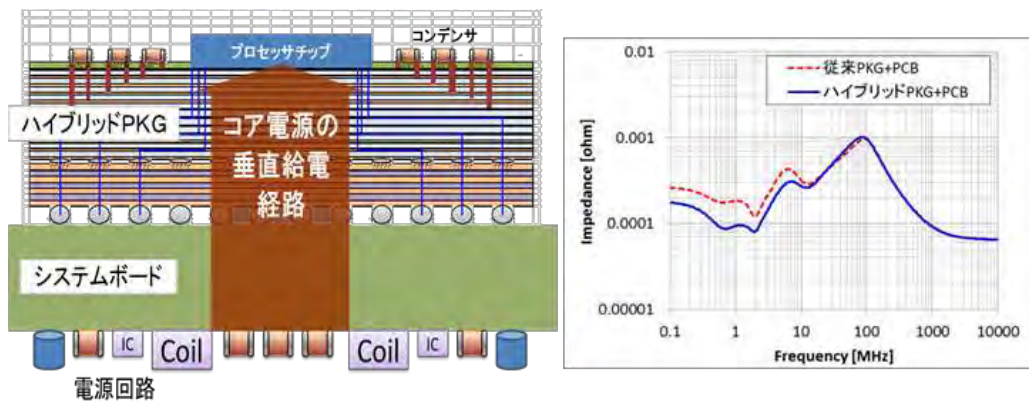 コンデンサ
プロセッサチップ
ハイブリッドPKG
コア電源の
垂直給電
経路
システムボード
IC
Coil
Coil
IC
電源回路
従来PKG+PCB
ハイブリッドPKG+PCB
Impedance [ohm]
0.01
0.001
0.0001
0.00001
0.1
1
10
100
1000
10000
Frequency [MHz]